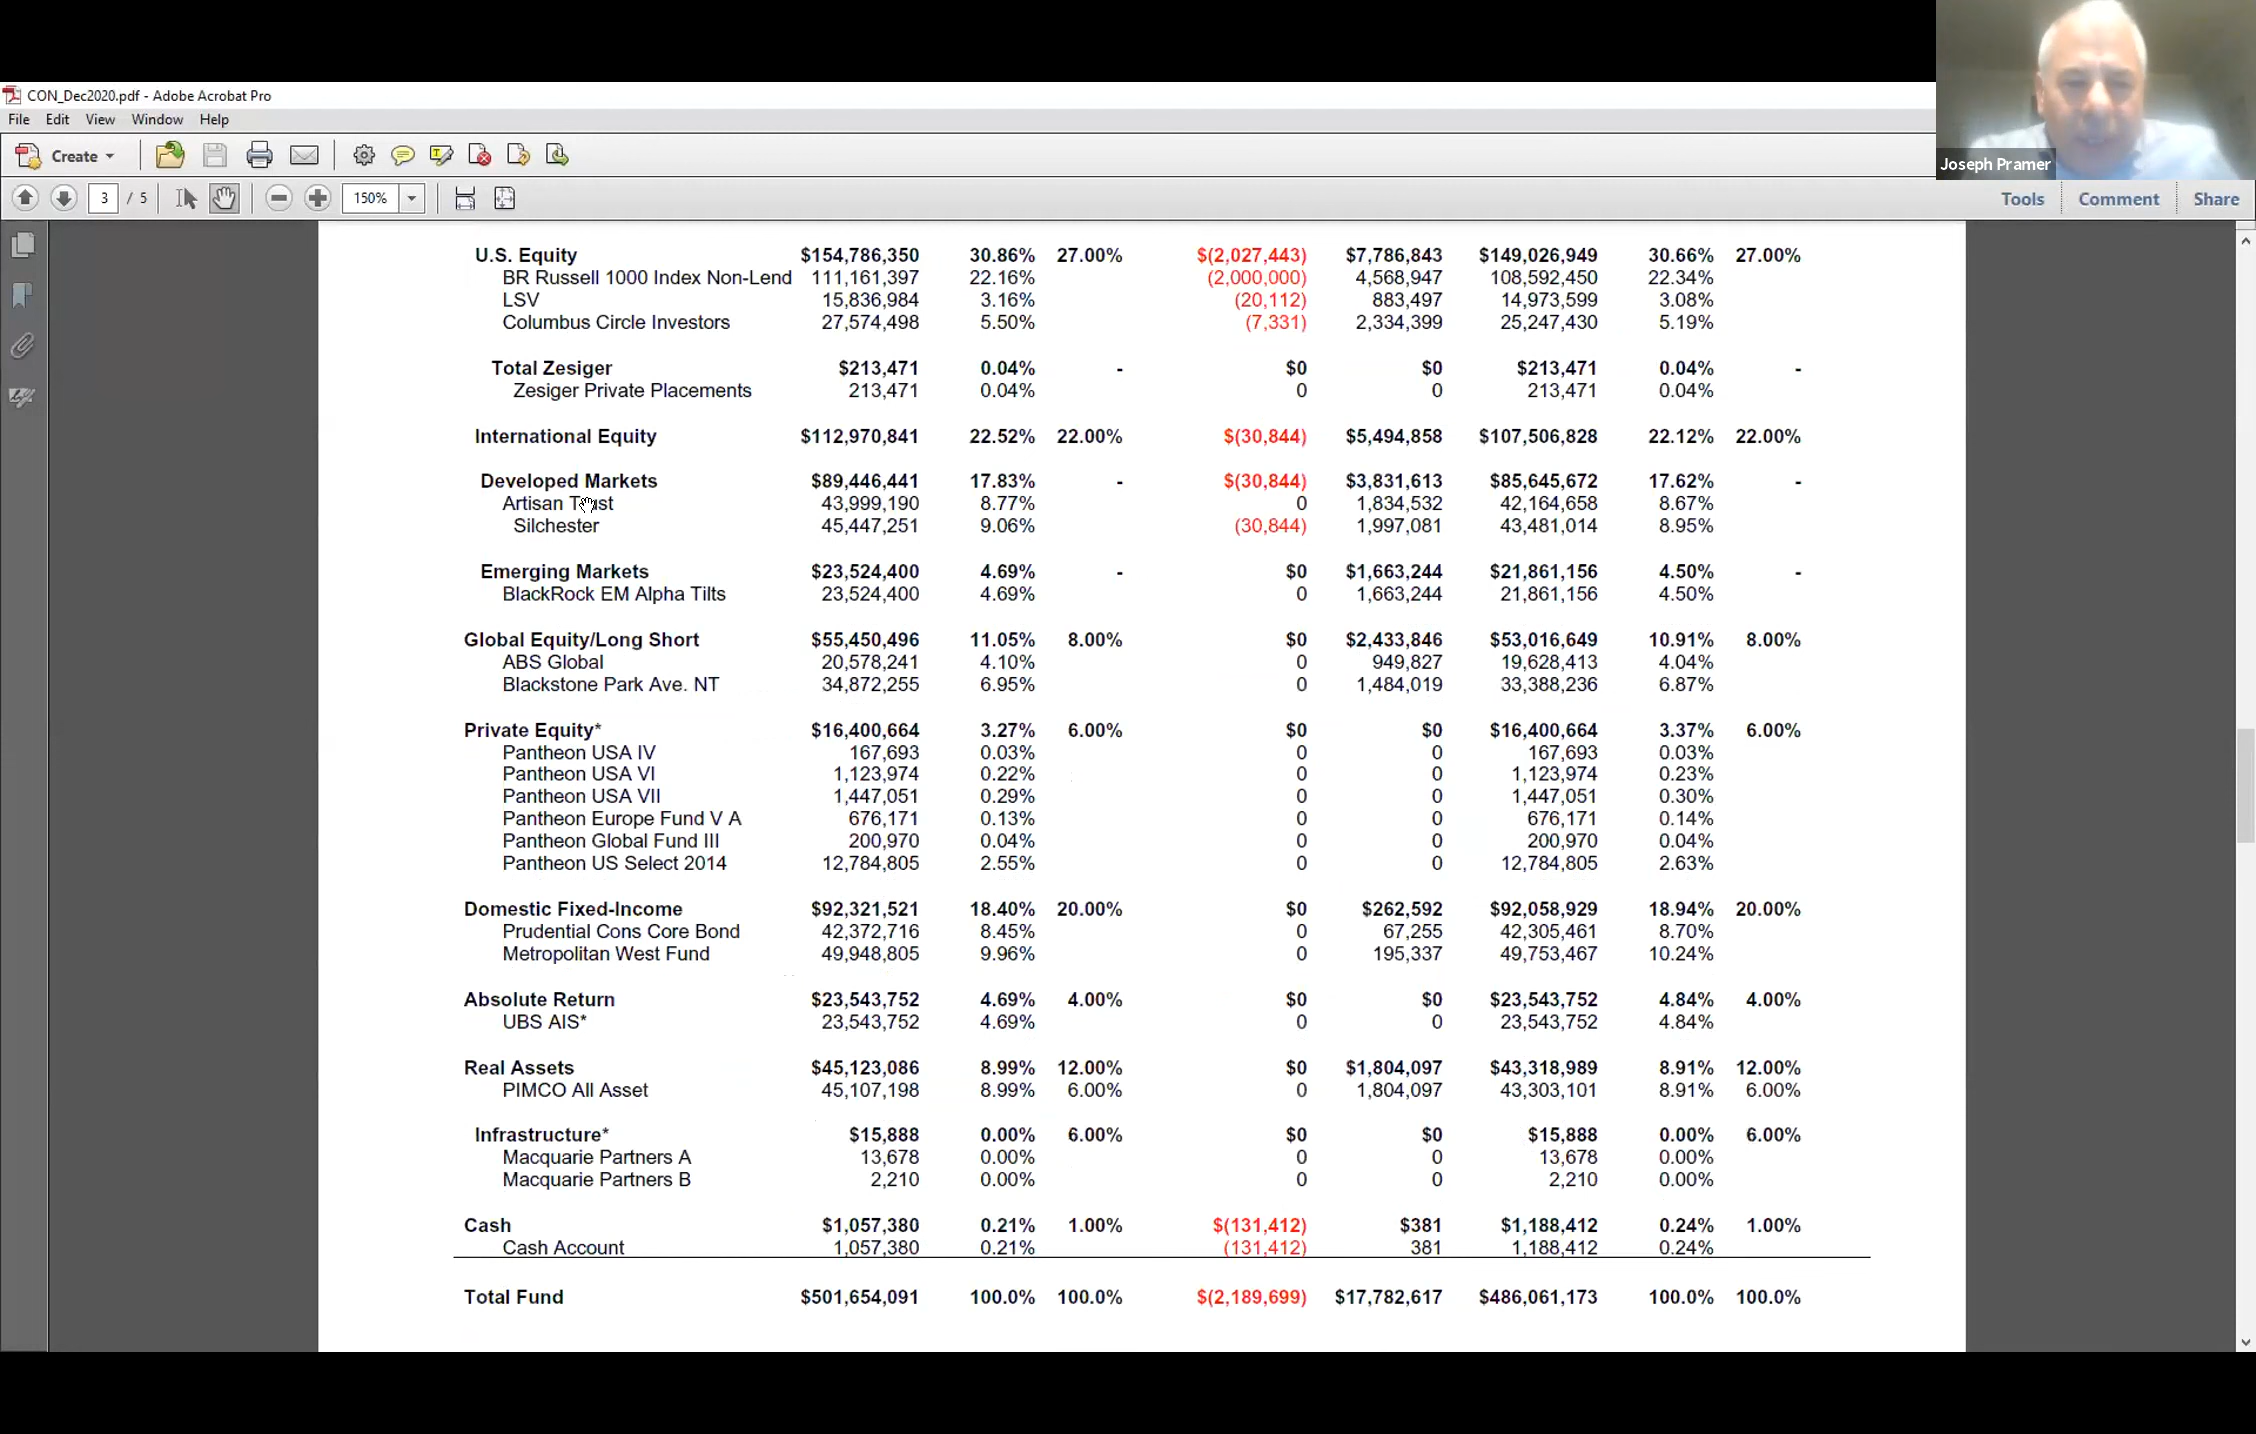 CON_Dec2020.pdf - Adobe Acrobat Pro
File Edit View Window Help
Joseph Pramer
Create
3 / 5 150% Tools Comment Share
U.S. Equity $154,786,350 30.86% 27.00% $(2,027,443) $7,786,843 $149,026,949 30.66% 27.00%
BR Russell 1000 Index Non-Lend 111,161,397 22.16% (2,000,000) 4,568,947 108,592,450 22.34%
LSV 15,836,984 3.16% (20,112) 883,497 14,973,599 3.08%
Columbus Circle Investors 27,574,498 5.50% (7,331) 2,334,399 25,247,430 5.19%
Total Zesiger $213,471 0.04% - $0 $0 $213,471 0.04% -
Zesiger Private Placements 213,471 0.04% 0 0 213,471 0.04%
International Equity $112,970,841 22.52% 22.00% $(30,844) $5,494,858 $107,506,828 22.12% 22.00%
Developed Markets $89,446,441 17.83% - $(30,844) $3,831,613 $85,645,672 17.62% -
Artisan Trust 43,999,190 8.77% 0 1,834,532 42,164,658 8.67%
Silchester 45,447,251 9.06% (30,844) 1,997,081 43,481,014 8.95%
Emerging Markets $23,524,400 4.69% - $0 $1,663,244 $21,861,156 4.50% -
BlackRock EM Alpha Tilts 23,524,400 4.69% 0 1,663,244 21,861,156 4.50%
Global Equity/Long Short $55,450,496 11.05% 8.00% $0 $2,433,846 $53,016,649 10.91% 8.00%
ABS Global 20,578,241 4.10% 0 949,827 19,628,413 4.04%
Blackstone Park Ave. NT 34,872,255 6.95% 0 1,484,019 33,388,236 6.87%
Private Equity* $16,400,664 3.27% 6.00% $0 $0 $16,400,664 3.37% 6.00%
Pantheon USA IV 167,693 0.03% 0 0 167,693 0.03%
Pantheon USA VI 1,123,974 0.22% 0 0 1,123,974 0.23%
Pantheon USA VII 1,447,051 0.29% 0 0 1,447,051 0.30%
Pantheon Europe Fund V A 676,171 0.13% 0 0 676,171 0.14%
Pantheon Global Fund III 200,970 0.04% 0 0 200,970 0.04%
Pantheon US Select 2014 12,784,805 2.55% 0 0 12,784,805 2.63%
Domestic Fixed-Income $92,321,521 18.40% 20.00% $0 $262,592 $92,058,929 18.94% 20.00%
Prudential Cons Core Bond 42,372,716 8.45% 0 67,255 42,305,461 8.70%
Metropolitan West Fund 49,948,805 9.96% 0 195,337 49,753,467 10.24%
Absolute Return $23,543,752 4.69% 4.00% $0 $0 $23,543,752 4.84% 4.00%
UBS AIS* 23,543,752 4.69% 0 0 23,543,752 4.84%
Real Assets $45,123,086 8.99% 12.00% $0 $1,804,097 $43,318,989 8.91% 12.00%
PIMCO All Asset 45,107,198 8.99% 6.00% 0 1,804,097 43,303,101 8.91% 6.00%
Infrastructure* $15,888 0.00% 6.00% $0 $0 $15,888 0.00% 6.00%
Macquarie Partners A 13,678 0.00% 0 0 13,678 0.00%
Macquarie Partners B 2,210 0.00% 0 0 2,210 0.00%
Cash $1,057,380 0.21% 1.00% $(131,412) $381 $1,188,412 0.24% 1.00%
Cash Account 1,057,380 0.21% (131,412) 381 1,188,412 0.24%
Total Fund $501,654,091 100.0% 100.0% $(2,189,699) $17,782,617 $486,061,173 100.0% 100.0%